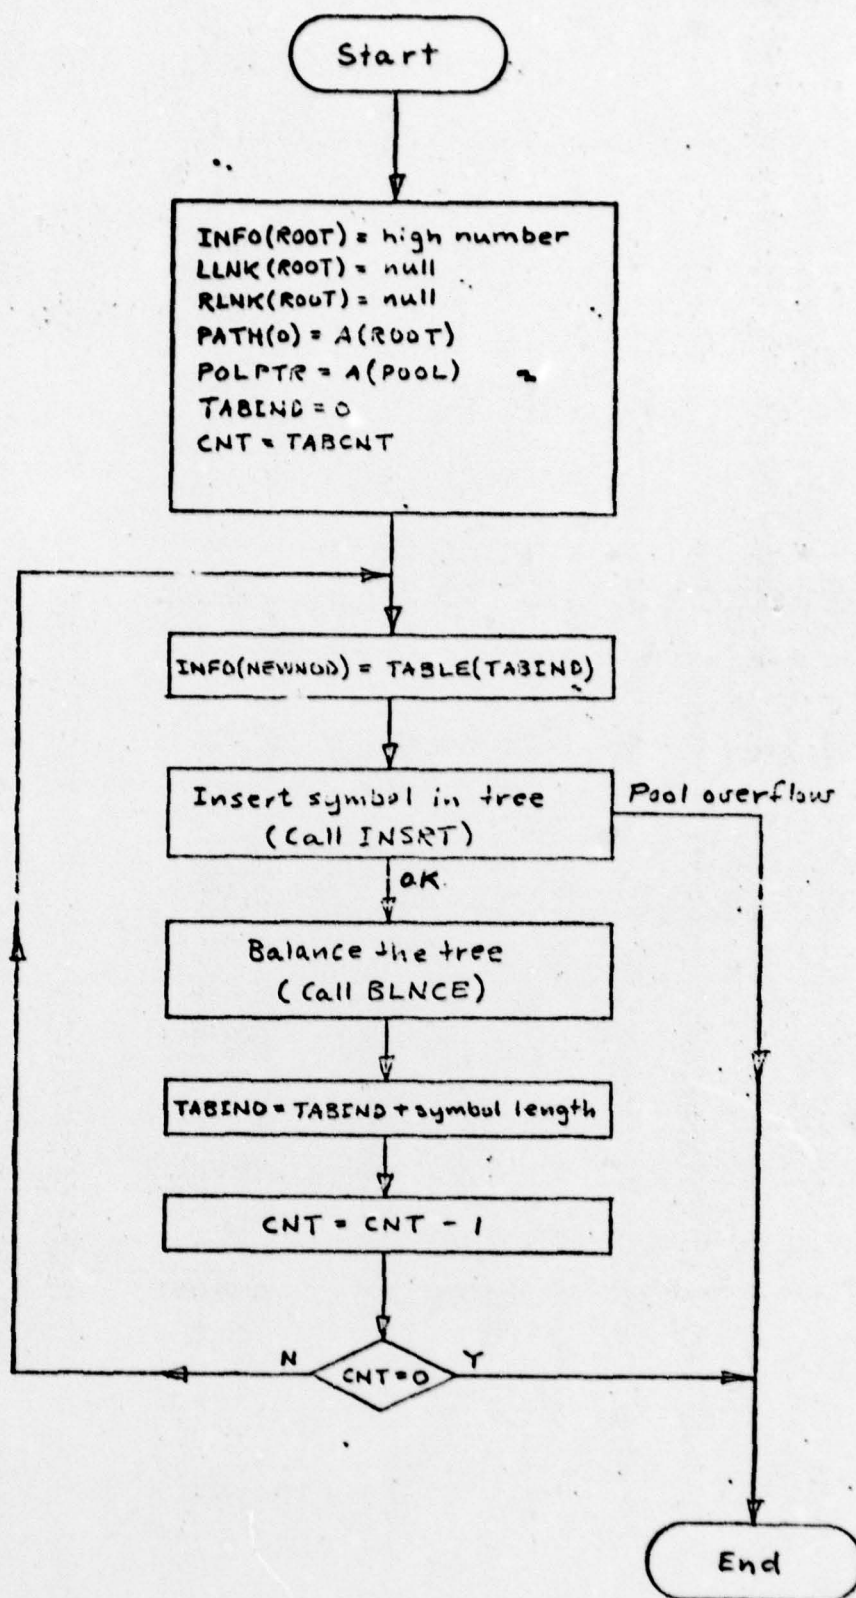 Start
INFO(ROOT) = high number
LLNK(ROOT) = null
RLNK(ROOT) = null
PATH(0) = A(ROOT)
POLPTR = A(POOL)
TABIND = 0
CNT = TABCNT
INFO(NEWNOD) = TABLE(TABIND)
Insert symbol in tree
(Call INSRT)
Pool overflow
OK
Balance the tree
(Call BLNCE)
TABIND = TABIND + symbol length
CNT = CNT - 1
N
CNT = 0
Y
End